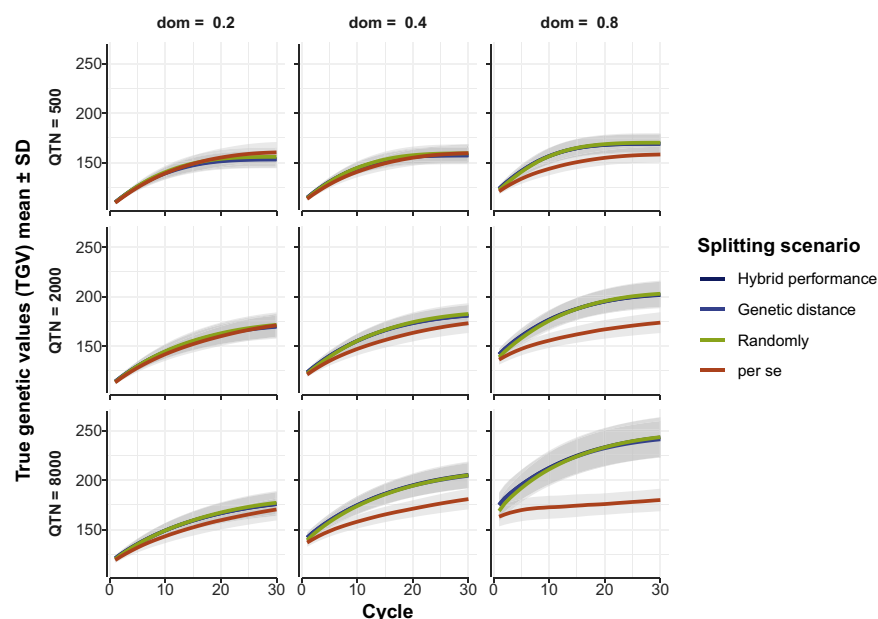 dom = 0.2 dom = 0.4 dom = 0.8
True genetic values (TGV) mean ± SD
QTN = 500
250
200
150
QTN = 2000
250
200
150
QTN = 8000
250
200
150
0 10 20 30 0 10 20 30 0 10 20 30
Cycle
Splitting scenario
Hybrid performance
Genetic distance
Randomly
per se